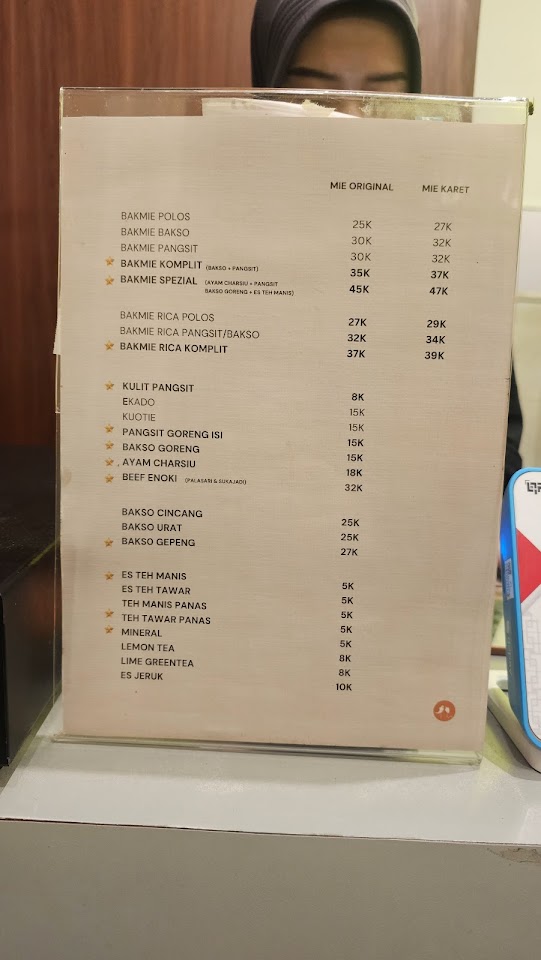 MIE ORIGINAL MIE KARET
BAKMIE POLOS 25K 27K
BAKMIE BAKSO 30K 32K
BAKMIE PANGSIT 30K 32K
BAKMIE KOMPLIT (BAKSO + PANGSIT) 35K 37K
BAKMIE SPEZIAL (AYAM CHARSIU + PANGSIT 45K 47K
BAKSO GORENG + ES TEH MANIS)
BAKMIE RICA POLOS 27K 29K
BAKMIE RICA PANGSIT/BAKSO 32K 34K
BAKMIE RICA KOMPLIT 37K 39K
KULIT PANGSIT 8K
EKADO 15K
KUOTIE 15K
PANGSIT GORENG ISI 15K
BAKSO GORENG 15K
AYAM CHARSIU 18K
BEEF ENOKI (PALASARI & SUKAJADI) 32K
BAKSO CINCANG 25K
BAKSO URAT 25K
BAKSO GEPENG 27K
ES TEH MANIS 5K
ES TEH TAWAR 5K
TEH MANIS PANAS 5K
TEH TAWAR PANAS 5K
MINERAL 5K
LEMON TEA 8K
LIME GREENTEA 8K
ES JERUK 10K